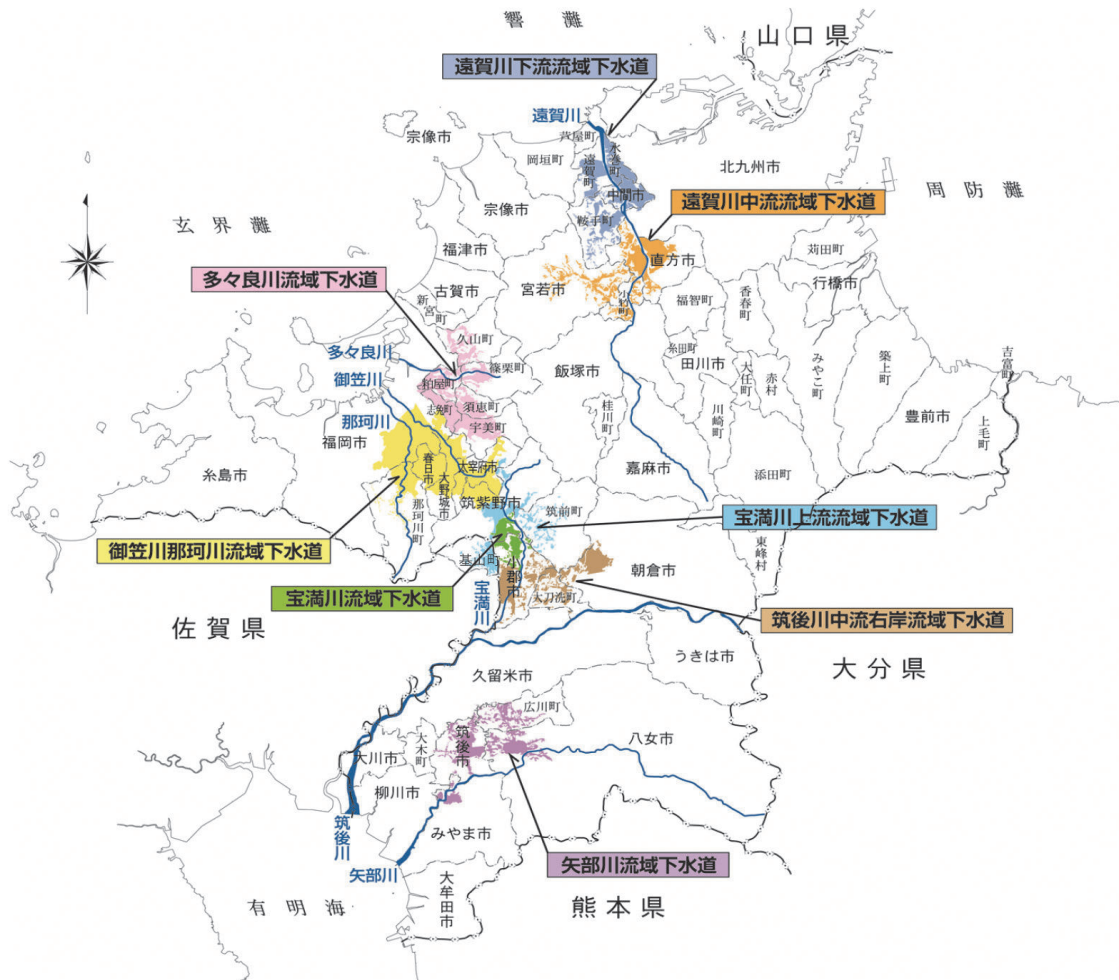 響灘
山口県
遠賀川下流流域下水道
遠賀川
芦屋町
水巻町
宗像市
岡垣町
遠賀町
北九州市
中間市
周防灘
遠賀川中流流域下水道
宗像市
鞍手町
玄界灘
福津市
直方市
苅田町
多々良川流域下水道
古賀市
宮若市
行橋市
新宮町
小竹町
福智町
香春町
久山町
多々良川
篠栗町
糸田町
田川市
飯塚市
大任町
赤村
みやこ町
築上町
吉富町
御笠川
粕屋町
志免町
須恵町
宇美町
桂川町
川崎町
豊前市
上毛町
那珂川
福岡市
糸島市
春日市
大野城市
太宰府市
嘉麻市
添田町
筑紫野市
那珂川町
筑前町
宝満川上流流域下水道
御笠川那珂川流域下水道
基山町
小郡市
東峰村
朝倉市
宝満川流域下水道
宝満川
大刀洗町
筑後川中流右岸流域下水道
佐賀県
うきは市
大分県
久留米市
広川町
筑後市
八女市
大川市
大木町
柳川市
筑後川
みやま市
矢部川
矢部川流域下水道
大牟田市
有明海
熊本県